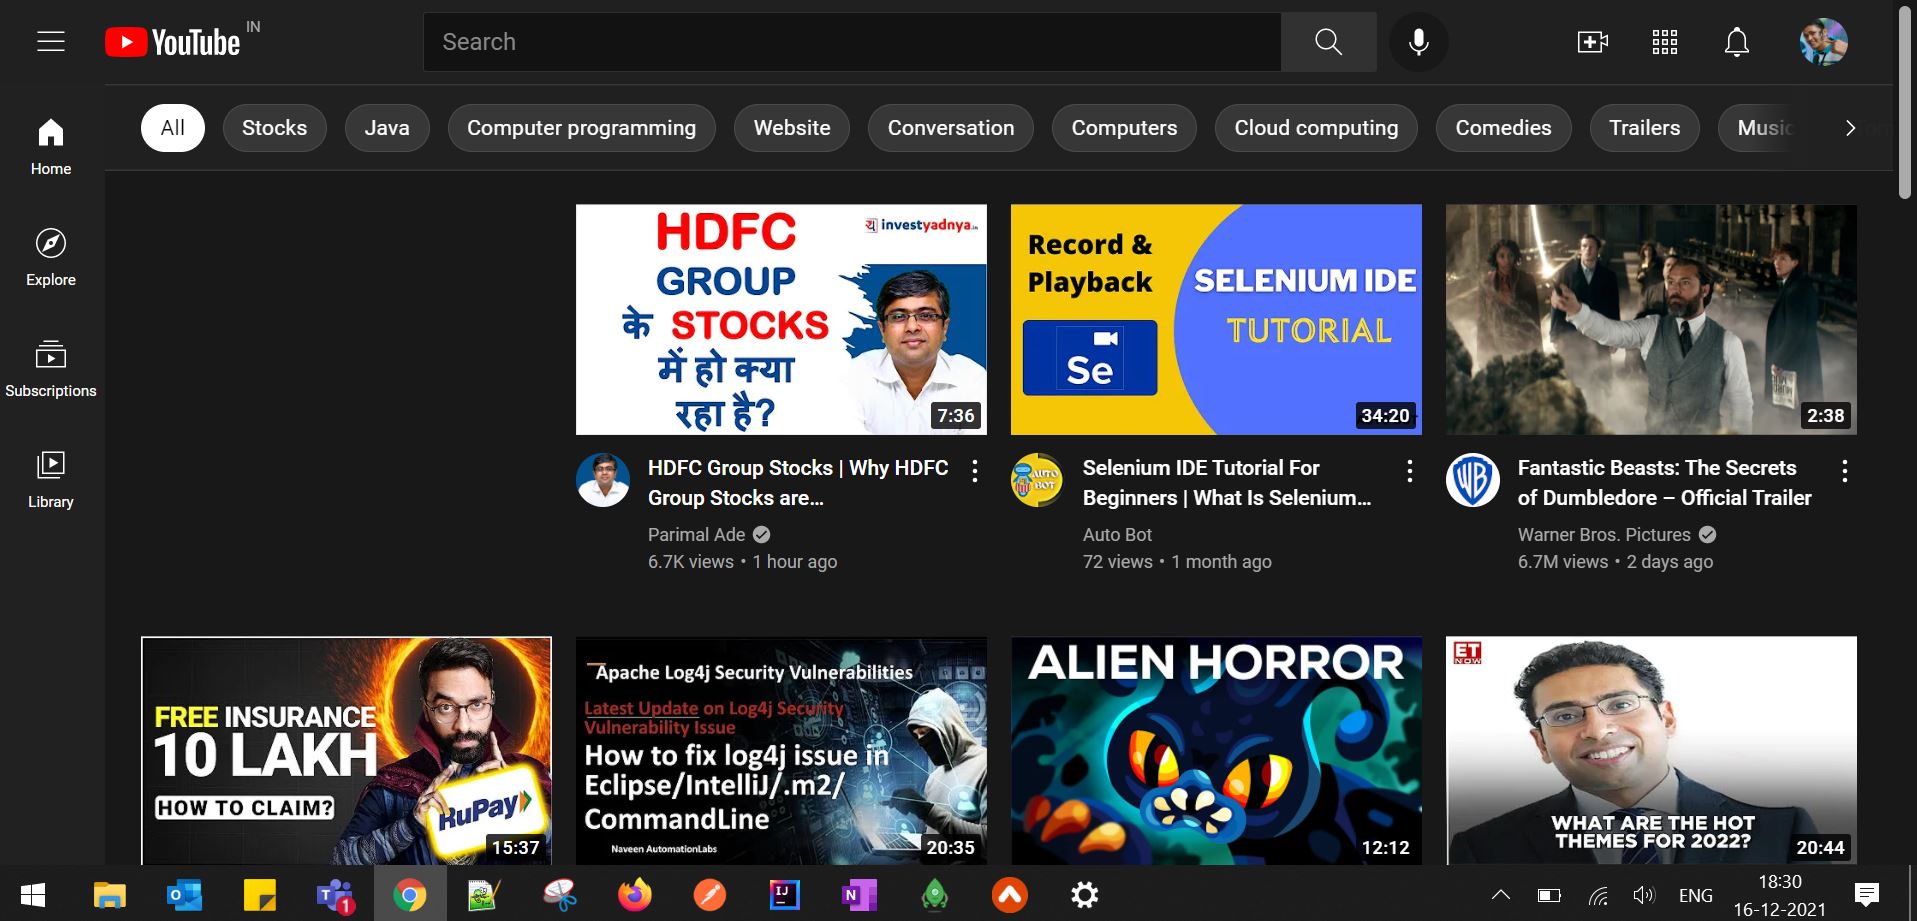 YouTube IN
Search
All
Stocks
Java
Computer programming
Website
Conversation
Computers
Cloud computing
Comedies
Trailers
Music
Home
Explore
Subscriptions
Library
HDFC
GROUP
के STOCKS
में हो क्या
रहा है?
investyadnya.in
7:36
HDFC Group Stocks | Why HDFC
Group Stocks are...
Parimal Ade
6.7K views • 1 hour ago
Record &
Playback
SELENIUM IDE
TUTORIAL
Se
34:20
AUTO
BOT
Selenium IDE Tutorial For
Beginners | What Is Selenium...
Auto Bot
72 views • 1 month ago
2:38
WB
Fantastic Beasts: The Secrets
of Dumbledore – Official Trailer
Warner Bros. Pictures
6.7M views • 2 days ago
FREE INSURANCE
10 LAKH
HOW TO CLAIM?
RuPay
15:37
Apache Log4j Security Vulnerabilities
Latest Update on Log4j Security
Vulnerability Issue
How to fix log4j issue in
Eclipse/IntelliJ/.m2/
CommandLine
Naveen AutomationLabs
20:35
ALIEN HORROR
12:12
ET
NOW
WHAT ARE THE HOT
THEMES FOR 2022?
20:44
O
T
1
IJ
N
ENG
18:30
16-12-2021